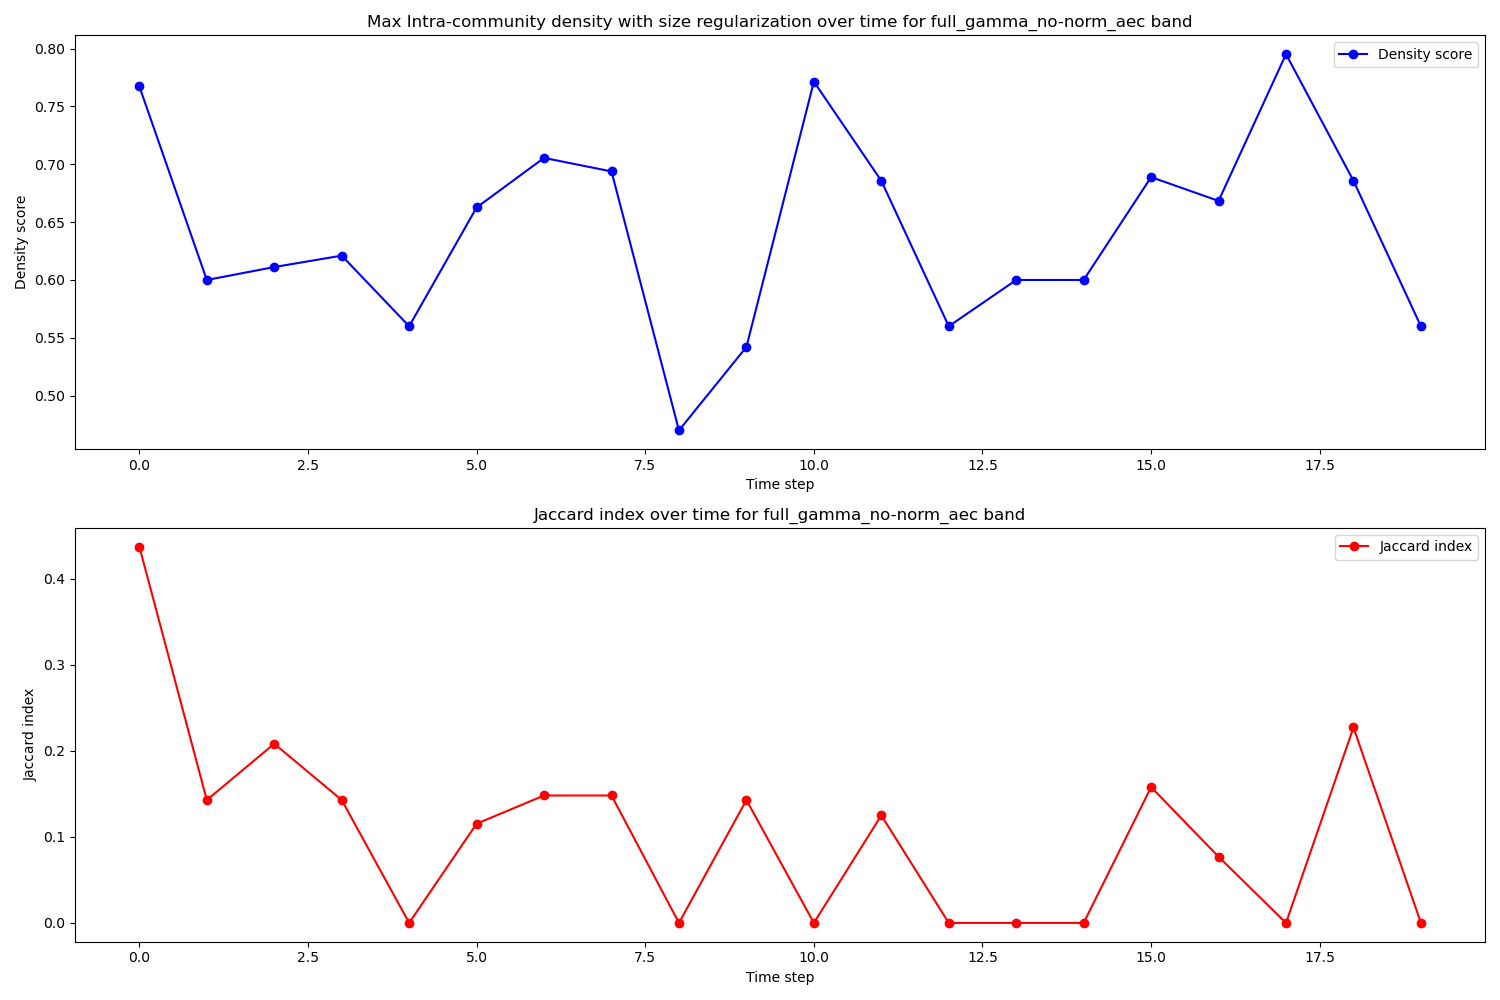 Max Intra-community density with size regularization over time for full_gamma_no-norm_aec band
Density score
0.80
0.75
0.70
0.65
0.60
0.55
0.50
Density score
0.0 2.5 5.0 7.5 10.0 12.5 15.0 17.5
Time step
Jaccard index over time for full_gamma_no-norm_aec band
Jaccard index
0.4
0.3
0.2
0.1
0.0
Jaccard index
0.0 2.5 5.0 7.5 10.0 12.5 15.0 17.5
Time step